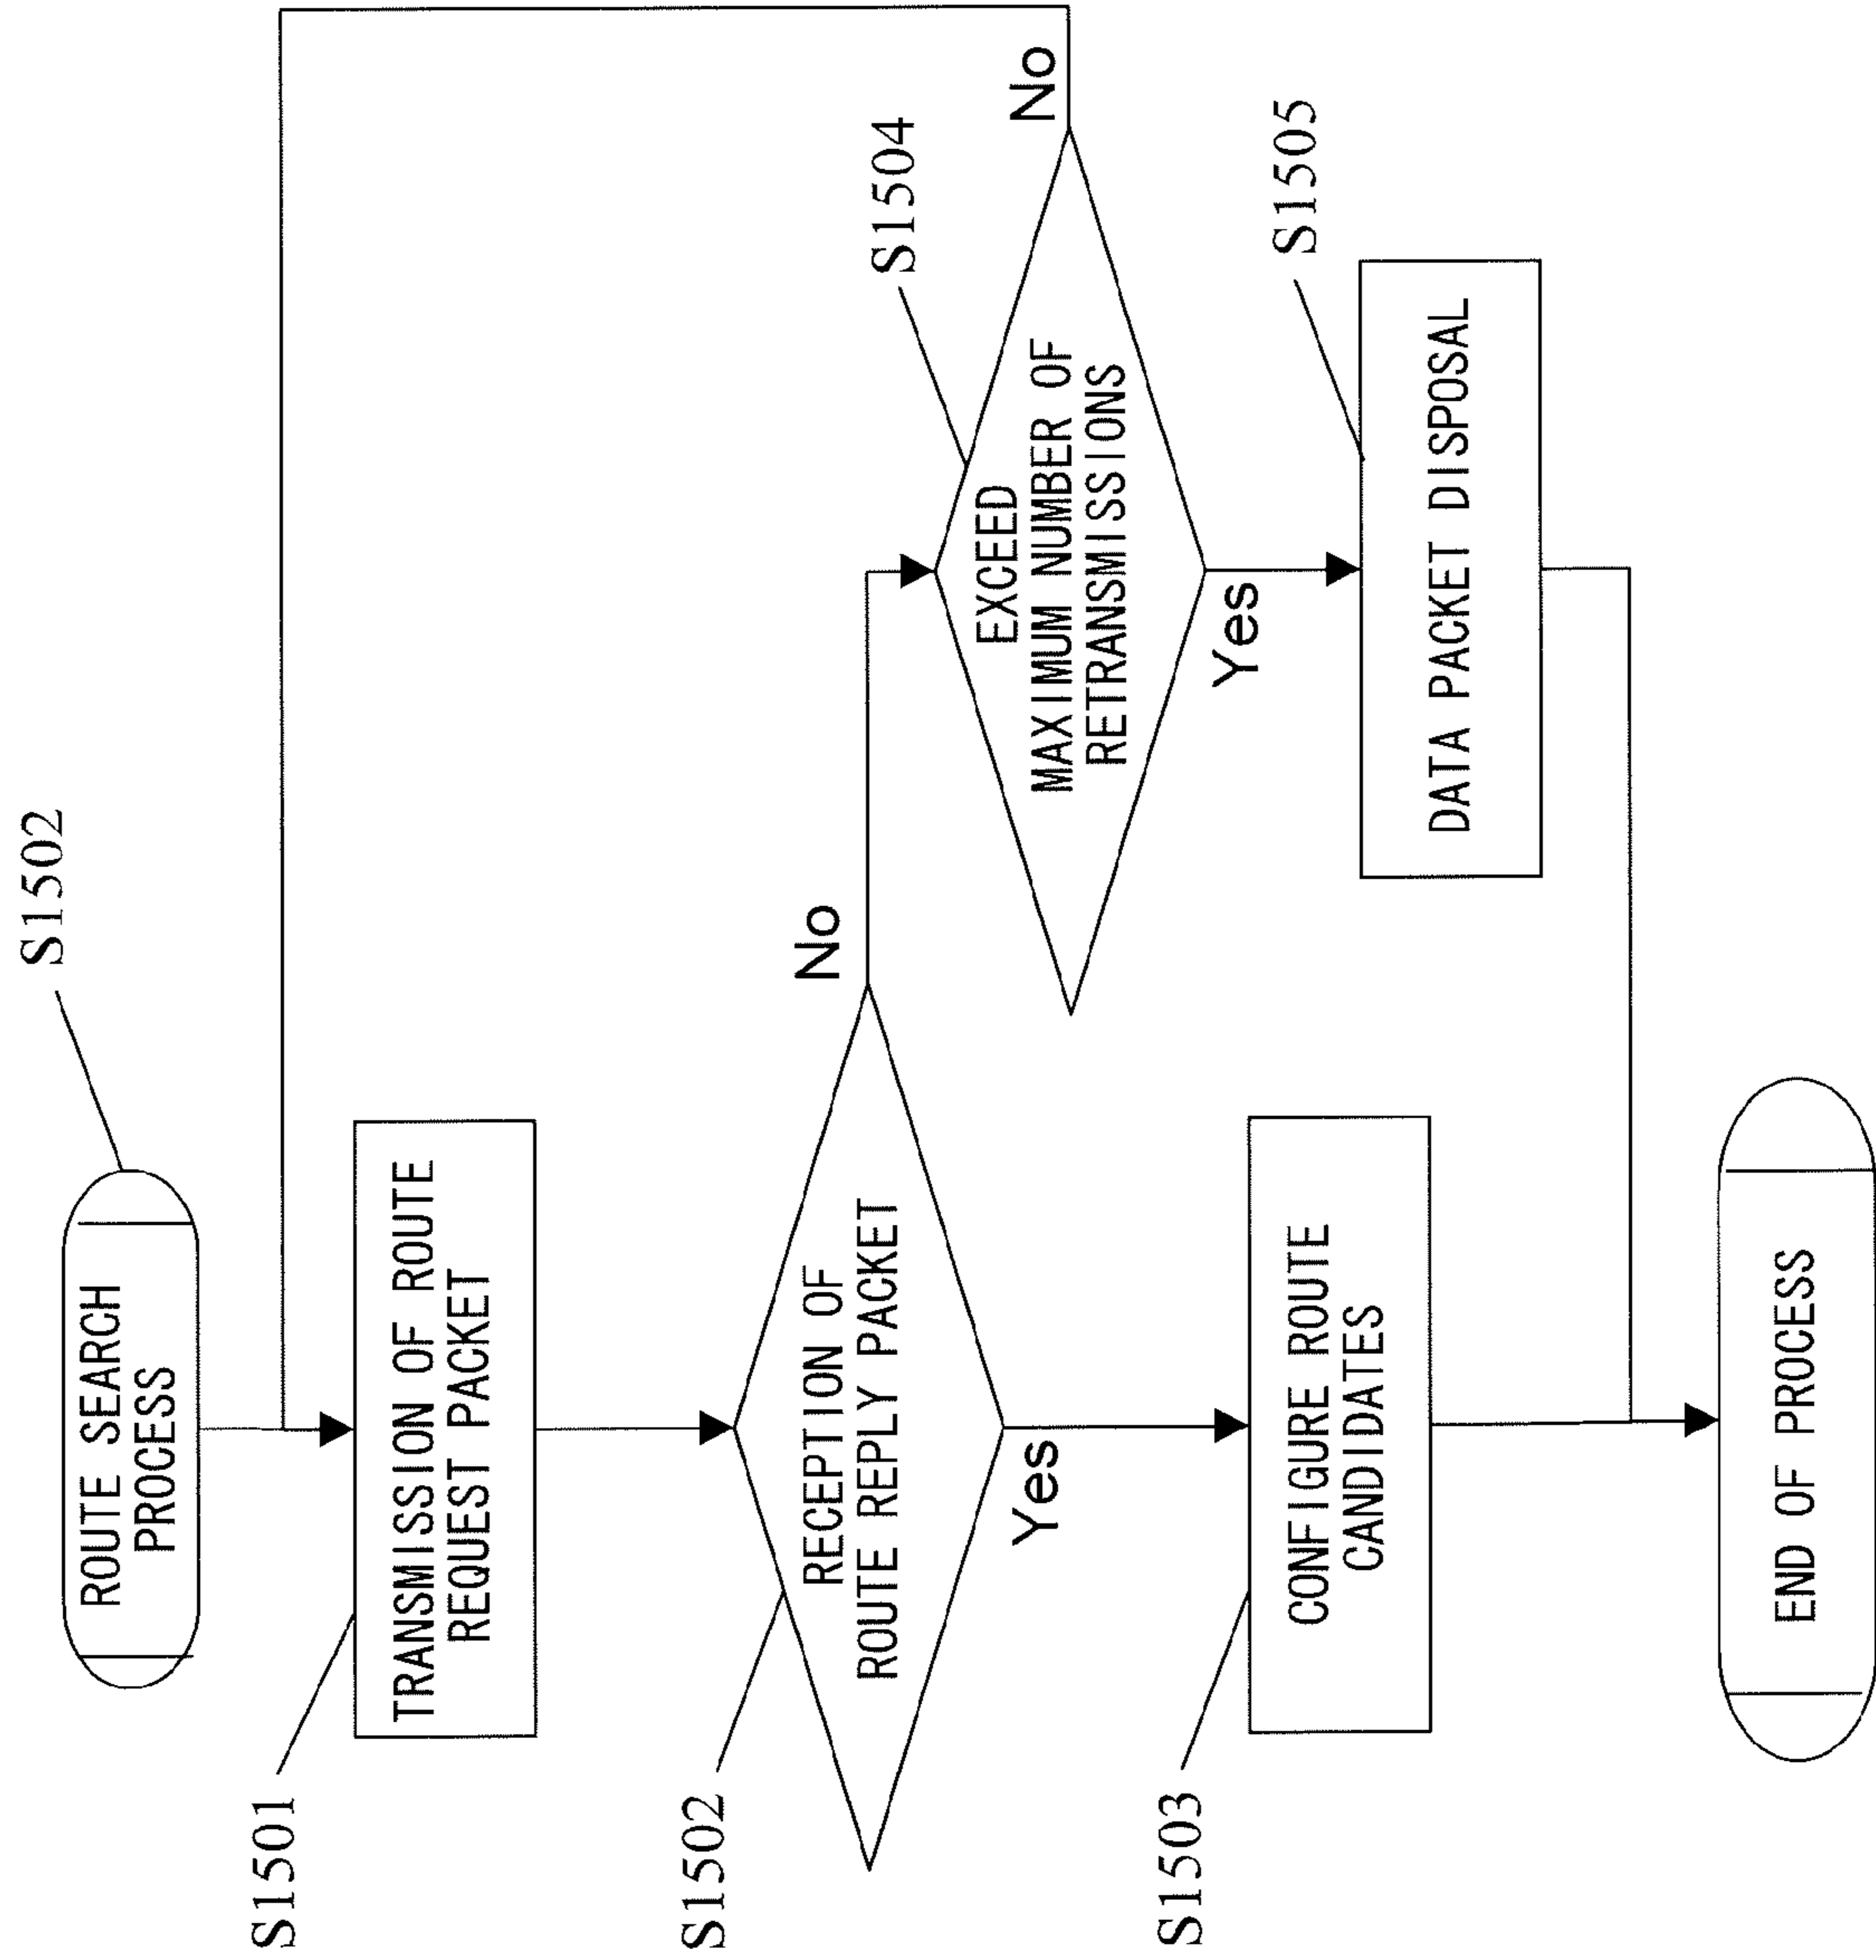 S1502
ROUTE SEARCH
PROCESS
S1501
TRANSMISSION OF ROUTE
REQUEST PACKET
S1502
RECEPTION OF
ROUTE REPLY PACKET
No
Yes
S1504
EXCEED
MAXIMUM NUMBER OF
RETRANSMISSIONS
No
Yes
S1503
CONFIGURE ROUTE
CANDIDATES
S1505
DATA PACKET DISPOSAL
END OF PROCESS